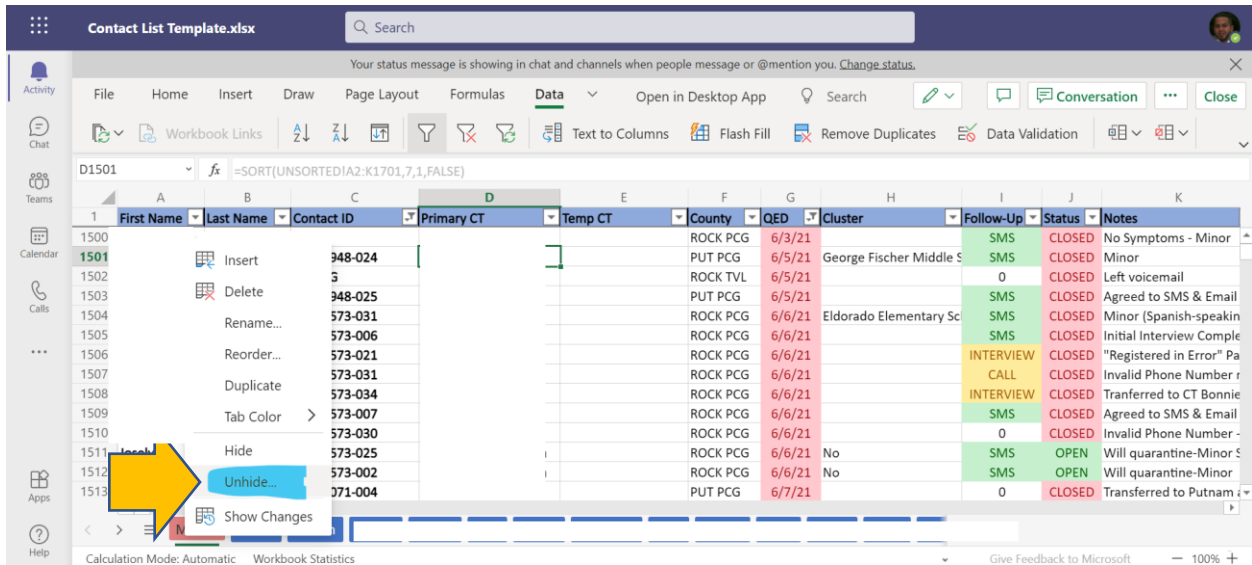 Contact List Template.xlsx Search
Your status message is showing in chat and channels when people message or @mention you. Change status.
Activity
Chat
Teams
Calendar
Calls
Apps
Help
File Home Insert Draw Page Layout Formulas Data Open in Desktop App Search Conversation Close
Workbook Links Text to Columns Flash Fill Remove Duplicates Data Validation
D1501 fx =SORT(UNSORTED!A2:K1701,7,1,FALSE)
A B C D E F G H I J K
1 First Name Last Name Contact ID Primary CT Temp CT County QED Cluster Follow-Up Status Notes
1500 ROCK PCG 6/3/21 SMS CLOSED No Symptoms - Minor
1501 948-024 PUT PCG 6/5/21 George Fischer Middle S SMS CLOSED Minor
1502 ROCK TVL 6/5/21 0 CLOSED Left voicemail
1503 948-025 PUT PCG 6/5/21 SMS CLOSED Agreed to SMS & Email
1504 573-031 ROCK PCG 6/6/21 Eldorado Elementary Sc SMS CLOSED Minor (Spanish-speakin
1505 573-006 ROCK PCG 6/6/21 SMS CLOSED Initial Interview Comple
1506 573-021 ROCK PCG 6/6/21 INTERVIEW CLOSED "Registered in Error" Pa
1507 573-031 ROCK PCG 6/6/21 CALL CLOSED Invalid Phone Number r
1508 573-034 ROCK PCG 6/6/21 INTERVIEW CLOSED Tranferred to CT Bonnie
1509 573-007 ROCK PCG 6/6/21 SMS CLOSED Agreed to SMS & Email
1510 573-030 ROCK PCG 6/6/21 0 CLOSED Invalid Phone Number -
1511 573-025 ROCK PCG 6/6/21 No SMS OPEN Will quarantine-Minor S
1512 573-002 ROCK PCG 6/6/21 No SMS OPEN Will quarantine-Minor
1513 071-004 PUT PCG 6/7/21 0 CLOSED Transferred to Putnam
Insert
Delete
Rename...
Reorder...
Duplicate
Tab Color
Hide
Unhide...
Show Changes
Calculation Mode: Automatic Workbook Statistics Give Feedback to Microsoft 100%